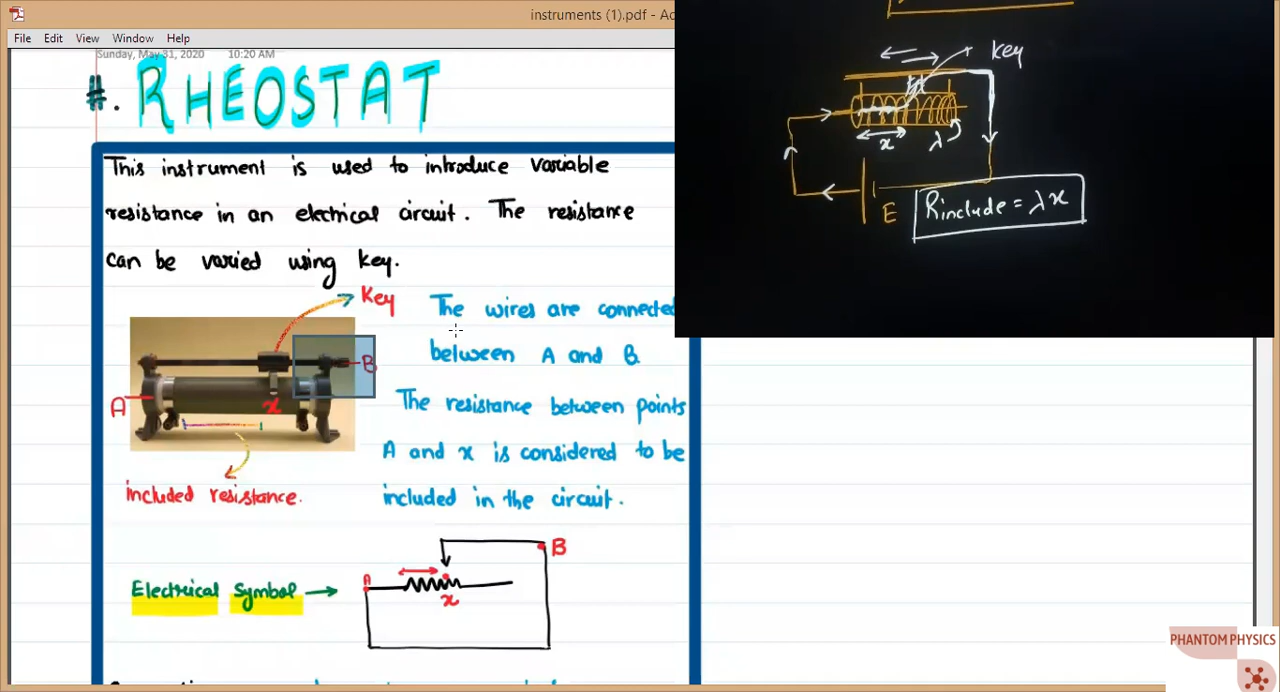 instruments (1).pdf - Ac
File Edit View Window Help
Sunday, May 31, 2020 10:20 AM
#. RHEOSTAT
This instrument is used to introduce variable
resistance in an electrical circuit. The resistance
can be varied using key.
Key
The wires are connected
between A and B.
B
A
x
The resistance between points
A and x is considered to be
included in the circuit.
included resistance.
Electrical Symbol →
A
x
B
key
x
λ
E
Rinclude = λx
PHANTOM PHYSICS